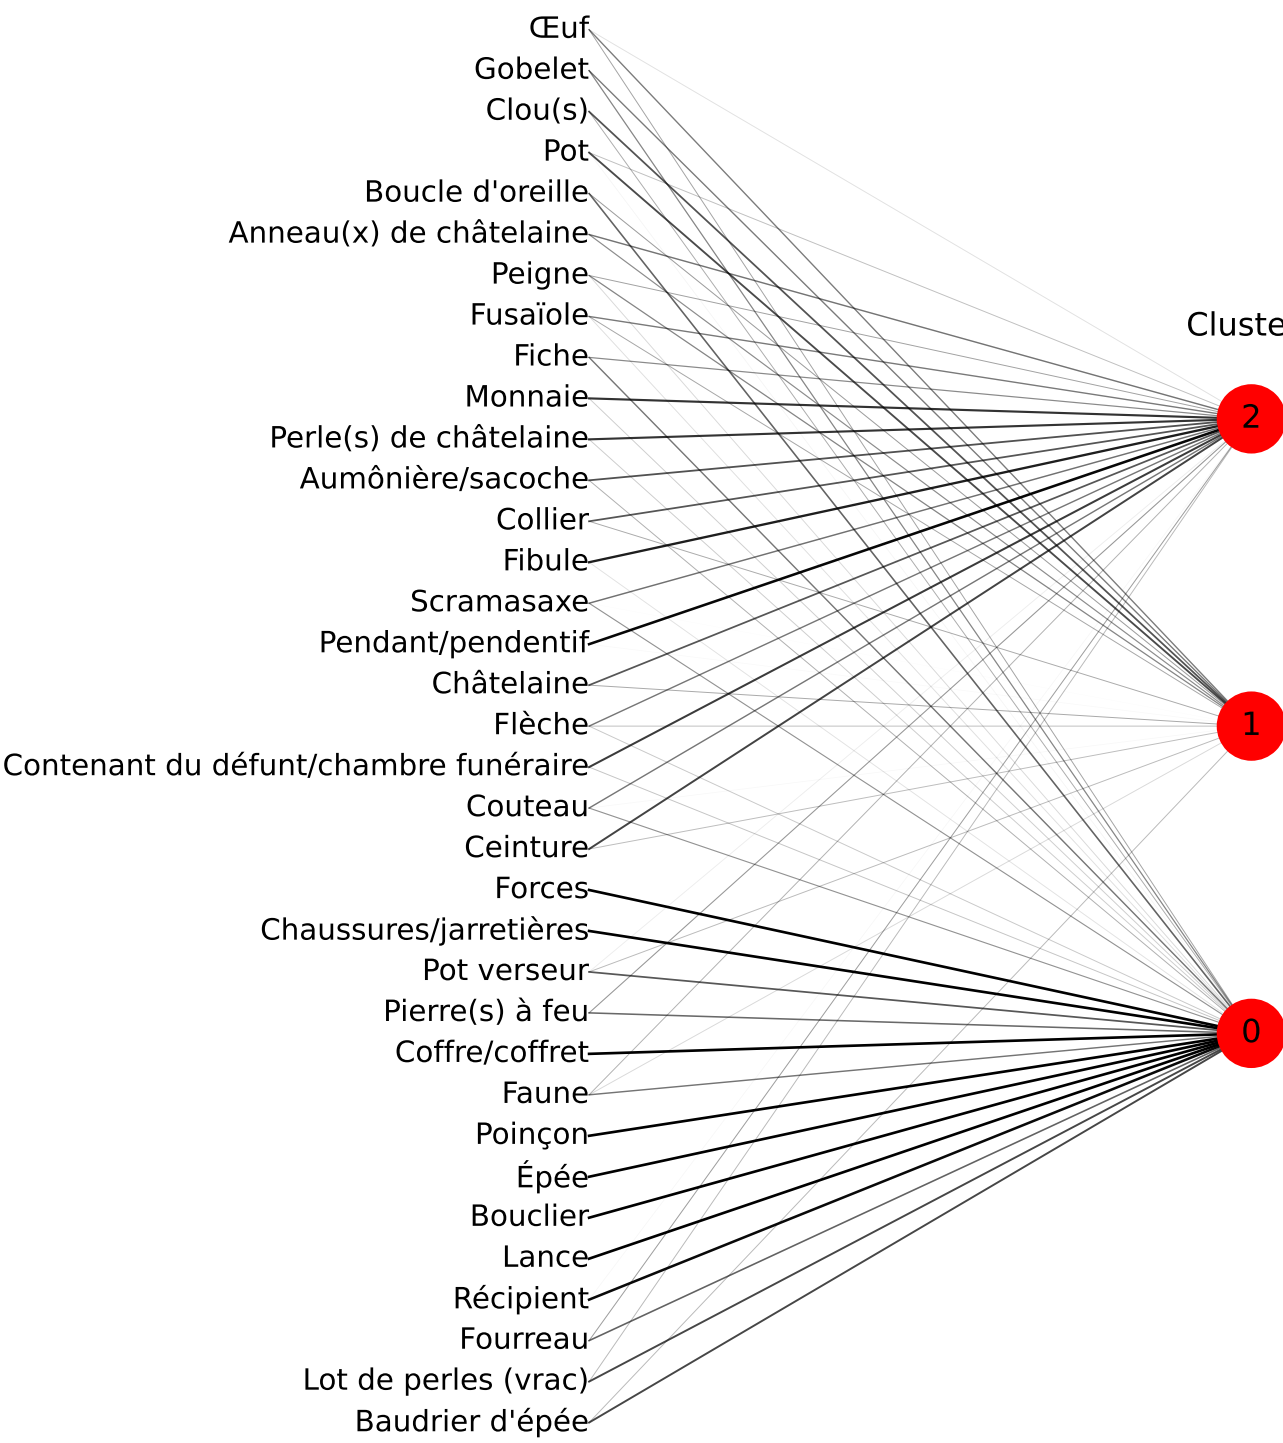 Œuf
Gobelet
Clou(s)
Pot
Boucle d'oreille
Anneau(x) de châtelaine
Peigne
Fusaïole
Cluste
Fiche
Monnaie
2
Perle(s) de châtelaine
Aumônière/sacoche
Collier
Fibule
Scramasaxe
Pendant/pendentif
Châtelaine
Flèche
1
Contenant du défunt/chambre funéraire
Couteau
Ceinture
Forces
Chaussures/jarretières
Pot verseur
Pierre(s) à feu
0
Coffre/coffret
Faune
Poinçon
Épée
Bouclier
Lance
Récipient
Fourreau
Lot de perles (vrac)
Baudrier d'épée